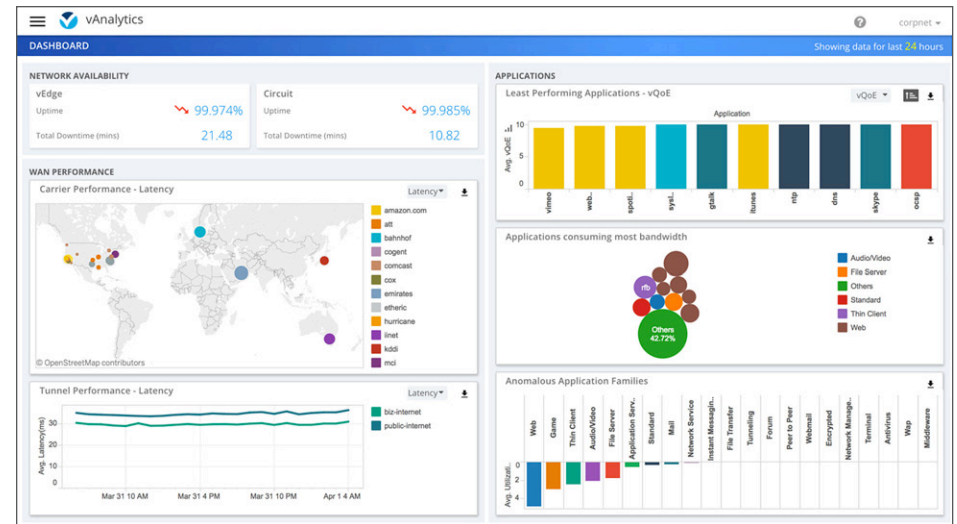 vAnalytics
corpnet
DASHBOARD
Showing data for last 24 hours
NETWORK AVAILABILITY
vEdge
Uptime 99.974%
Total Downtime (mins) 21.48
Circuit
Uptime 99.985%
Total Downtime (mins) 10.82
WAN PERFORMANCE
Carrier Performance - Latency
Latency
amazon.com
att
bahnhof
cogent
comcast
cox
emirates
etheric
hurricane
iinet
kddi
mci
© OpenStreetMap contributors
Tunnel Performance - Latency
Latency
Avg. Latency(ms)
30
20
10
0
Mar 31 10 AM Mar 31 4 PM Mar 31 10 PM Apr 1 4 AM
biz-internet
public-internet
APPLICATIONS
Least Performing Applications - vQoE
vQoE
Application
Avg. vQoE
10
5
0
vimeo
web..
spoti..
sysl..
gtalk
itunes
ntp
dns
skype
ocsp
Applications consuming most bandwidth
rfb
Others
42.72%
Audio/Video
File Server
Others
Standard
Thin Client
Web
Anomalous Application Families
Web
Game
Thin Client
Audio/Video
File Server
Application Serv..
Standard
Mail
Network Service
Instant Messagin..
File Transfer
Tunneling
Forum
Peer to Peer
Webmail
Encrypted
Network Manage..
Terminal
Antivirus
Wap
Middleware
Avg. Utilizati..
0
2
4